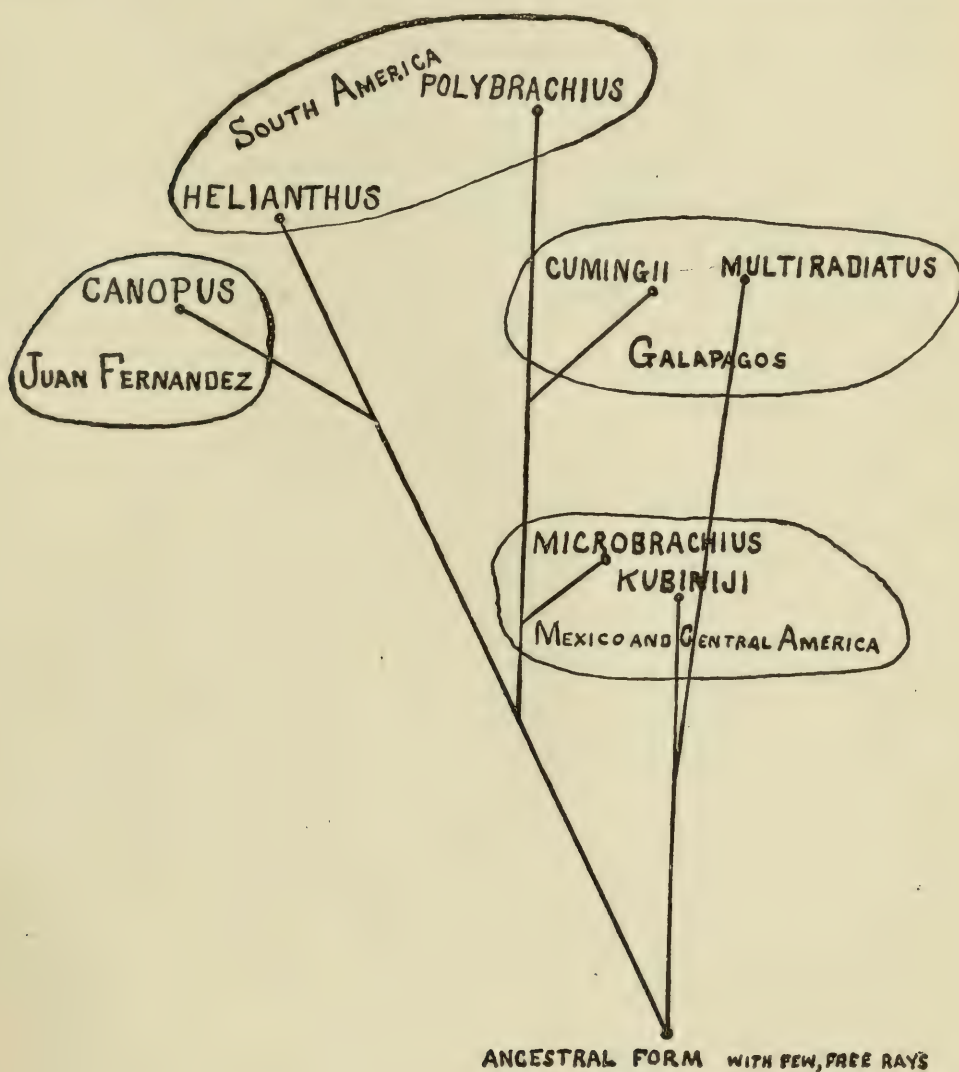 SOUTH AMERICA
POLYBRACHIUS
HELIANTHUS
CUMINGII
MULTIRADIATUS
CANOPUS
GALAPAGOS
JUAN FERNANDEZ
MICROBRACHIUS
KUBINIJI
MEXICO AND CENTRAL AMERICA
ANCESTRAL FORM WITH FEW, FREE RAYS